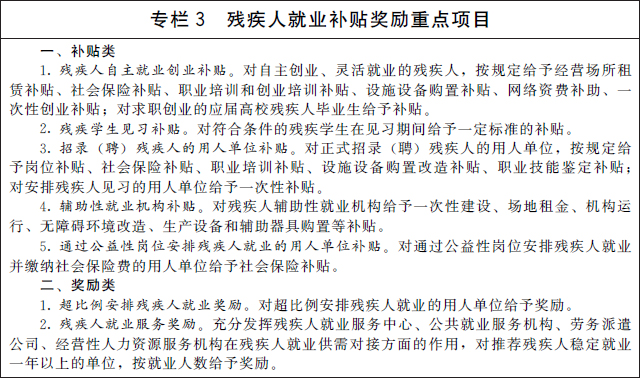 专栏 3　残疾人就业补贴奖励重点项目
一、补贴类
1. 残疾人自主就业创业补贴。对自主创业、灵活就业的残疾人，按规定给予经营场所租
赁补贴、社会保险补贴、职业培训和创业培训补贴、设施设备购置补贴、网络资费补助、一
次性创业补贴；对求职创业的应届高校残疾人毕业生给予补贴。
2. 残疾学生见习补贴。对符合条件的残疾学生在见习期间给予一定标准的补贴。
3. 招录（聘）残疾人的用人单位补贴。对正式招录（聘）残疾人的用人单位，按规定给
予岗位补贴、社会保险补贴、职业培训补贴、设施设备购置改造补贴、职业技能鉴定补贴；
对安排残疾人见习的用人单位给予一次性补贴。
4. 辅助性就业机构补贴。对残疾人辅助性就业机构给予一次性建设、场地租金、机构运
行、无障碍环境改造、生产设备和辅助器具购置等补贴。
5. 通过公益性岗位安排残疾人就业的用人单位补贴。对通过公益性岗位安排残疾人就业
并缴纳社会保险费的用人单位给予社会保险补贴。
二、奖励类
1. 超比例安排残疾人就业奖励。对超比例安排残疾人就业的用人单位给予奖励。
2. 残疾人就业服务奖励。充分发挥残疾人就业服务中心、公共就业服务机构、劳务派遣
公司、经营性人力资源服务机构在残疾人就业供需对接方面的作用，对推荐残疾人稳定就业
一年以上的单位，按就业人数给予奖励。